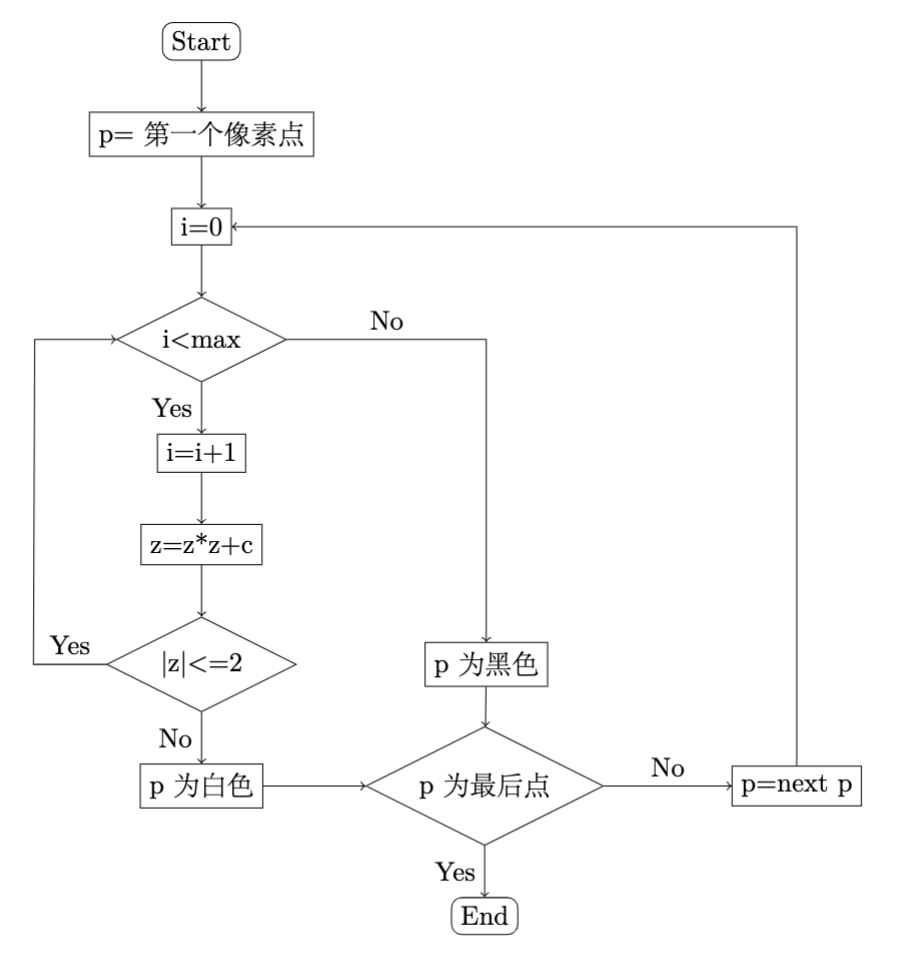 Start
p= 第一个像素点
i=0
i<max
No
Yes
i=i+1
z=z*z+c
|z|<=2
Yes
No
p 为黑色
p 为白色
p 为最后点
No
p=next p
Yes
End